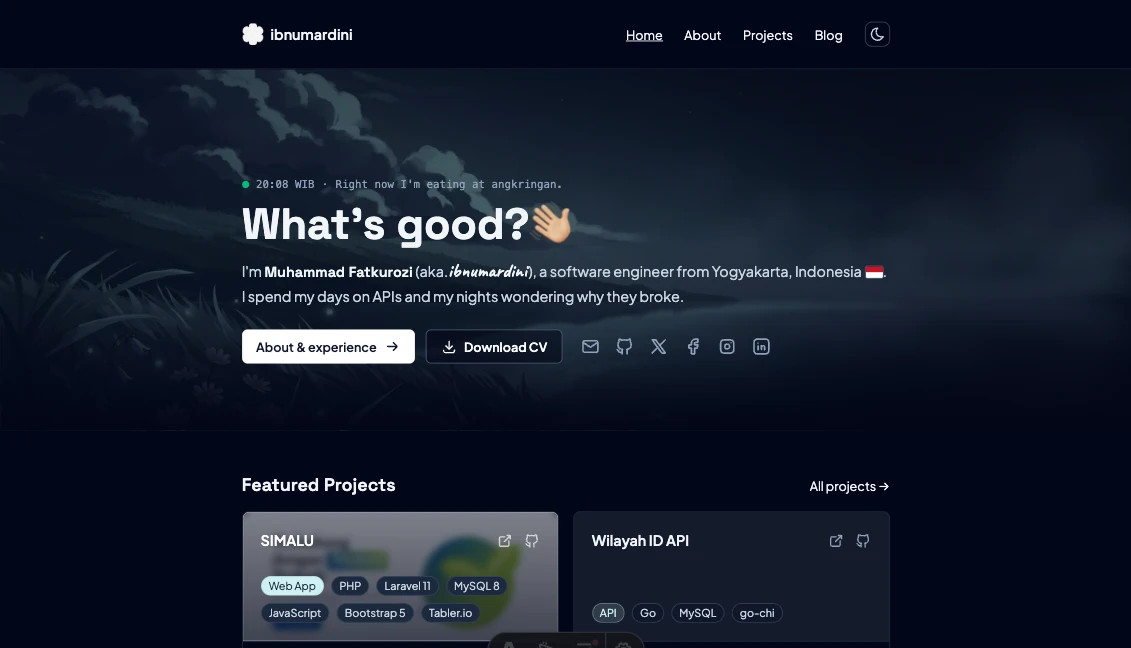 ibnumardini
Home About Projects Blog
20:08 WIB · Right now I'm eating at angkringan.
What's good?👋🏼
I'm Muhammad Fatkurozi (aka. ibnumardini), a software engineer from Yogyakarta, Indonesia 🇮🇩.
I spend my days on APIs and my nights wondering why they broke.
About & experience → Download CV
Featured Projects
All projects →
SIMALU
Web App PHP Laravel 11 MySQL 8
JavaScript Bootstrap 5 Tabler.io
Wilayah ID API
API Go MySQL go-chi